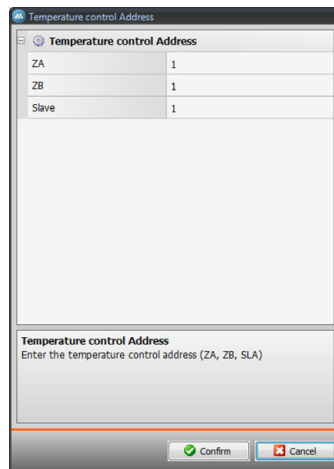 Temperature control Address
Temperature control Address
ZA 1
ZB 1
Slave 1
Temperature control Address
Enter the temperature control address (ZA, ZB, SLA)
Confirm Cancel